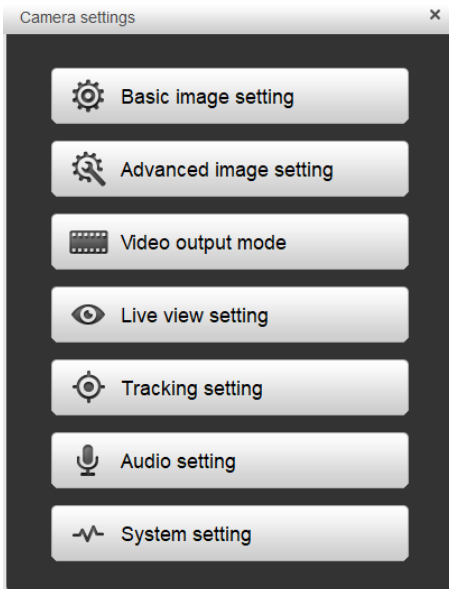 Camera settings
Basic image setting
Advanced image setting
Video output mode
Live view setting
Tracking setting
Audio setting
System setting